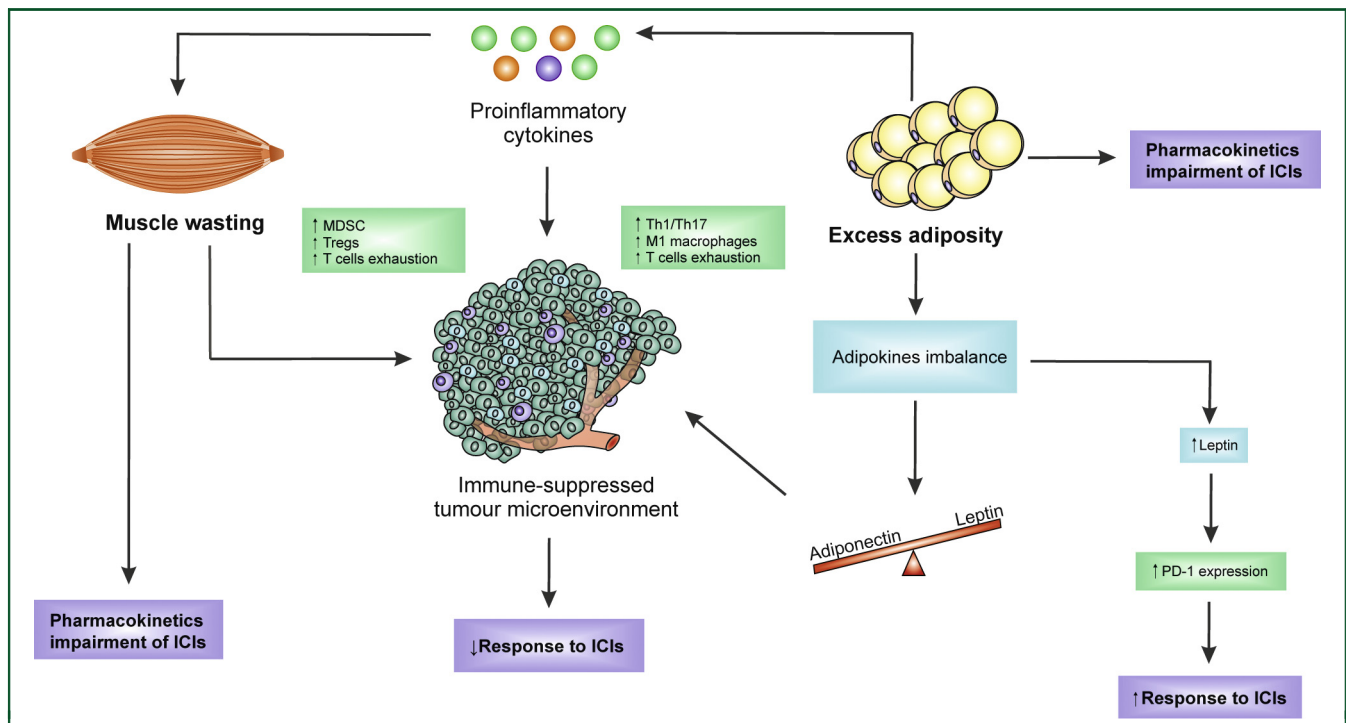 Proinflammatory
cytokines
Pharmacokinetics
impairment of ICIs
Muscle wasting
↑ MDSC
↑ Tregs
↑ T cells exhaustion
↑ Th1/Th17
↑ M1 macrophages
↑ T cells exhaustion
Excess adiposity
Adipokines imbalance
↑ Leptin
Immune-suppressed
tumour microenvironment
Adiponectin
Leptin
↑ PD-1 expression
Pharmacokinetics
impairment of ICIs
↓Response to ICIs
↑Response to ICIs